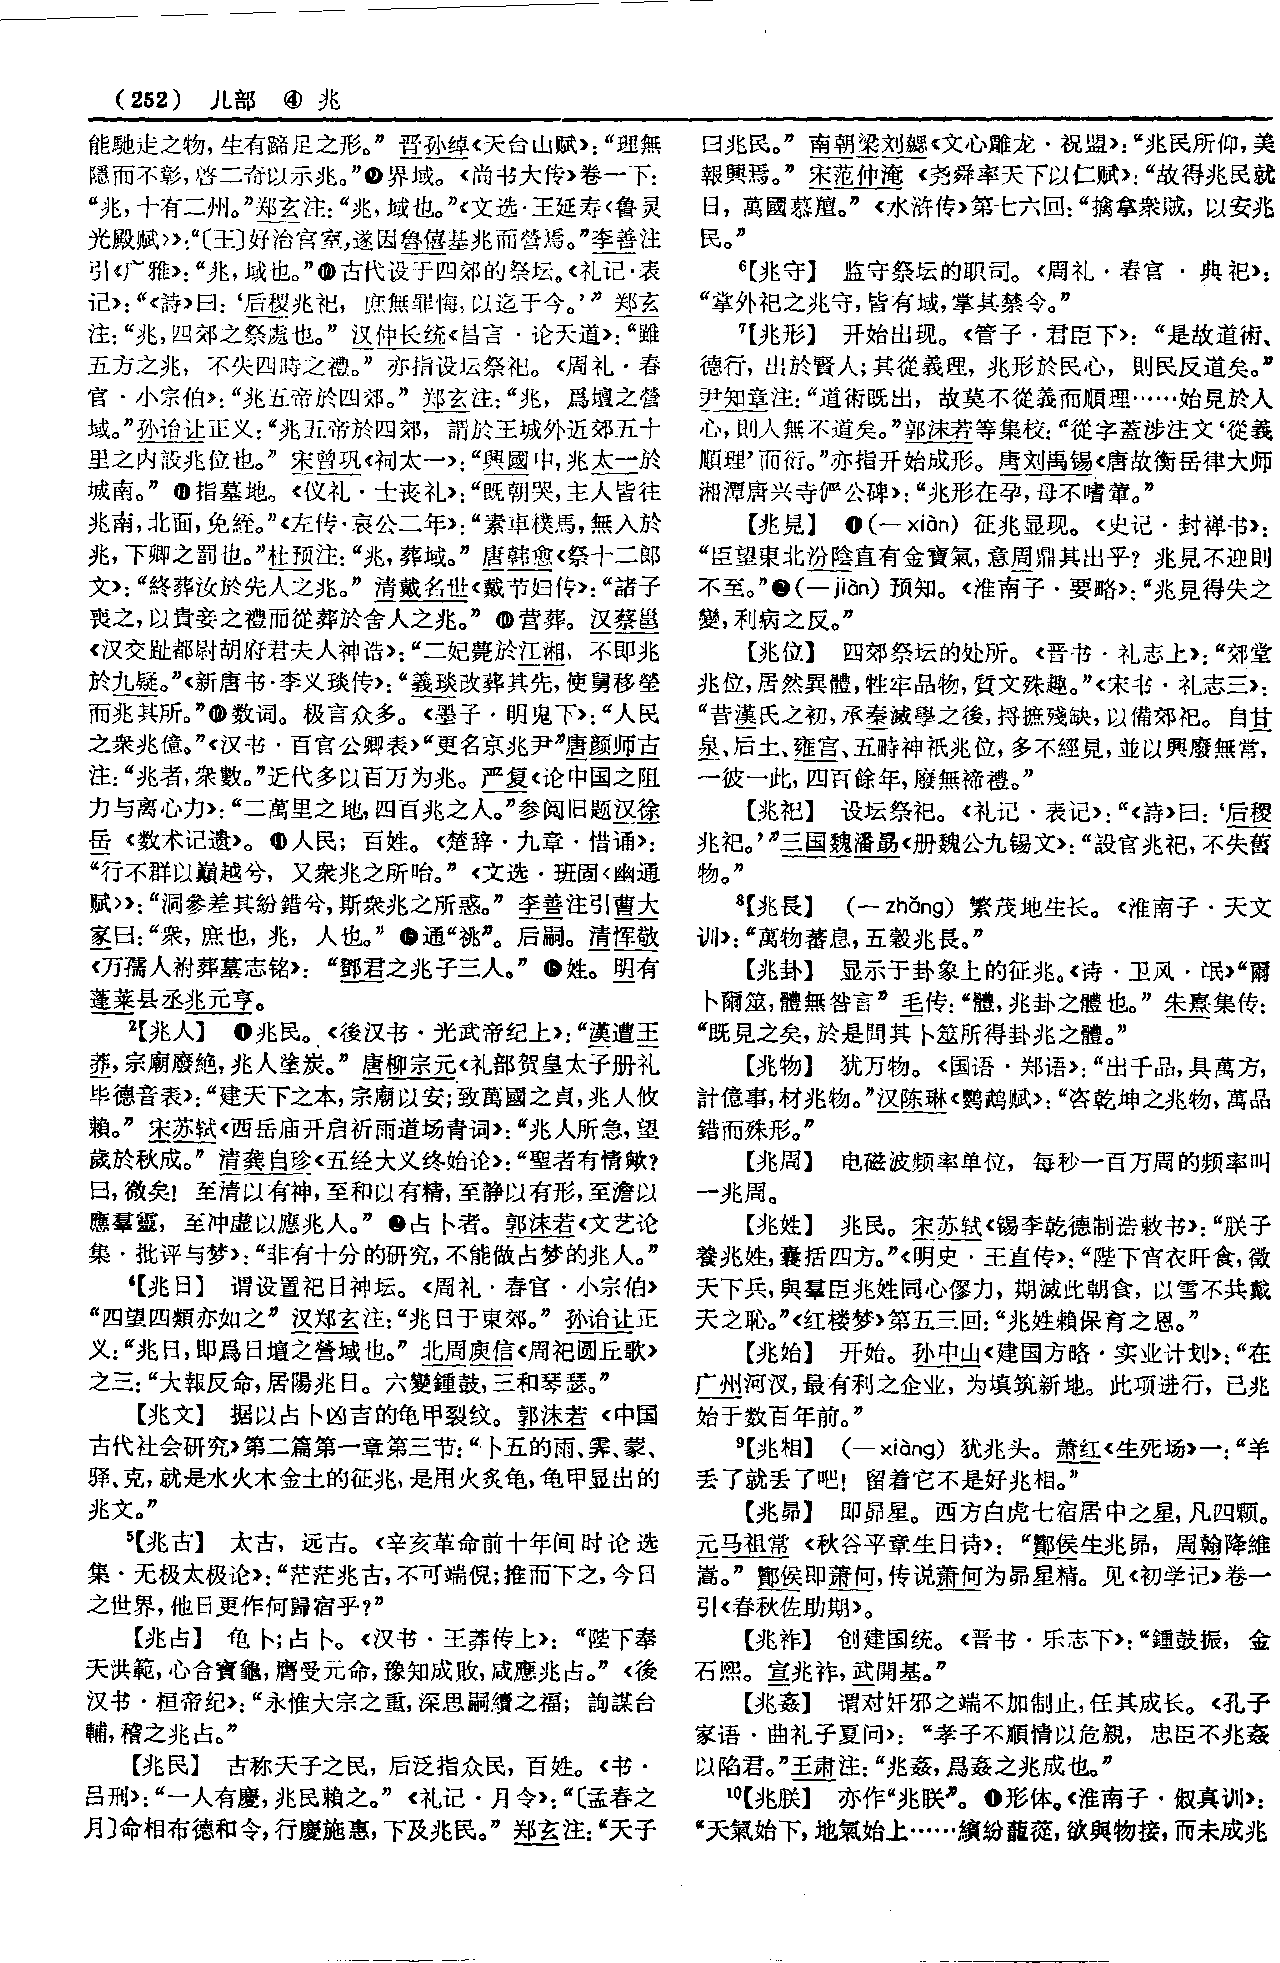 （252） 儿部 ④ 兆
能馳走之物，生有蹄足之形。” 晋孙绰《天台山赋》：“理無
隱而不彰，啓二奇以示兆。”❾界域。《尚书大传》卷一下：
“兆，十有二州。”郑玄注：“兆，域也。”《文选·王延寿〈鲁灵
光殿赋〉》：“〔王〕好治宫室，遂因魯僖基兆而營焉。”李善注
引《广雅》：“兆，域也。”❿古代设于四郊的祭坛。《礼记·表
记》：“《詩》曰：‘后稷兆祀，庶無罪悔，以迄于今。’” 郑玄
注：“兆，四郊之祭處也。” 汉仲长统《昌言·论天道》：“雖
五方之兆，不失四時之禮。” 亦指设坛祭祀。《周礼·春
官·小宗伯》：“兆五帝於四郊。” 郑玄注：“兆，爲壇之營
域。”孙诒让正义：“兆五帝於四郊，謂於王城外近郊五十
里之内設兆位也。” 宋曾巩《祠太一》：“興國中，兆太一於
城南。” ⓫指墓地。《仪礼·士丧礼》：“既朝哭，主人皆往
兆南，北面，免絰。”《左传·哀公二年》：“素車樸馬，無入於
兆，下卿之罰也。”杜预注：“兆，葬域。” 唐韩愈《祭十二郎
文》：“終葬汝於先人之兆。” 清戴名世《戴节妇传》：“諸子
喪之，以貴妾之禮而從葬於舍人之兆。” ⓬营葬。汉蔡邕
《汉交趾都尉胡府君夫人神诰》：“二妃薨於江湘，不即兆
於九疑。”《新唐书·李义琰传》：“義琰改葬其先，使舅移塋
而兆其所。”⓭数词。极言众多。《墨子·明鬼下》：“人民
之衆兆億。”《汉书·百官公卿表》“更名京兆尹”唐颜师古
注：“兆者，衆數。”近代多以百万为兆。严复《论中国之阻
力与离心力》：“二萬里之地，四百兆之人。”参阅旧题汉徐
岳《数术记遗》。⓮人民；百姓。《楚辞·九章·惜诵》：
“行不群以巔越兮，又衆兆之所咍。”《文选·班固〈幽通
赋〉》：“洞參差其紛錯兮，斯衆兆之所惑。” 李善注引曹大
家曰：“衆，庶也，兆，人也。” ⓯通“祧”。后嗣。清恽敬
《万孺人祔葬墓志铭》：“鄧君之兆子三人。” ⓰姓。明有
蓬莱县丞兆元亨。
²【兆人】 ❶兆民。《後汉书·光武帝纪上》：“漢遭王
莽，宗廟廢絶，兆人塗炭。” 唐柳宗元《礼部贺皇太子册礼
毕德音表》：“建天下之本，宗廟以安；致萬國之貞，兆人攸
賴。” 宋苏轼《西岳庙开启祈雨道场青词》：“兆人所急，望
歲於秋成。” 清龚自珍《五经大义终始论》：“聖者有情歟？
曰，微矣！至清以有神，至和以有精，至静以有形，至澹以
應羣靈，至冲虚以應兆人。” ❷占卜者。郭沫若《文艺论
集·批评与梦》：“非有十分的研究，不能做占梦的兆人。”
⁴【兆日】 谓设置祀日神坛。《周礼·春官·小宗伯》
“四望四類亦如之” 汉郑玄注：“兆日于東郊。” 孙诒让正
义：“兆日，即爲日壇之營域也。” 北周庾信《周祀圆丘歌》
之三：“大報反命，居陽兆日。六變鍾鼓，三和琴瑟。”
【兆文】 据以占卜凶吉的龟甲裂纹。郭沫若《中国
古代社会研究》第二篇第一章第三节：“卜五的雨、霁、蒙、
驿、克，就是水火木金土的征兆，是用火炙龟，龟甲显出的
兆文。”
⁵【兆古】 太古，远古。《辛亥革命前十年间时论选
集·无极太极论》：“茫茫兆古，不可端倪；推而下之，今日
之世界，他日更作何歸宿乎？”
【兆占】 龟卜；占卜。《汉书·王莽传上》：“陛下奉
天洪範，心合寶龜，膺受元命，豫知成敗，咸應兆占。”《後
汉书·桓帝纪》：“永惟大宗之重，深思嗣續之福；詢謀台
輔，稽之兆占。”
【兆民】 古称天子之民，后泛指众民，百姓。《书·
吕刑》：“一人有慶，兆民賴之。”《礼记·月令》：“〔孟春之
月〕命相布德和令，行慶施惠，下及兆民。” 郑玄注：“天子
曰兆民。” 南朝梁刘勰《文心雕龙·祝盟》：“兆民所仰，美
報興焉。” 宋范仲淹《尧舜率天下以仁赋》：“故得兆民就
日，萬國慕羶。”《水浒传》第七六回：“擒拿衆贼，以安兆
民。”
⁶【兆守】 监守祭坛的职司。《周礼·春官·典祀》：
“掌外祀之兆守，皆有域，掌其禁令。”
⁷【兆形】 开始出现。《管子·君臣下》：“是故道術、
德行，出於賢人；其從義理，兆形於民心，則民反道矣。”
尹知章注：“道術既出，故莫不從義而順理……始見於人
心，則人無不道矣。”郭沫若等集校：“從字蓋涉注文‘從義
順理’而衍。”亦指开始成形。唐刘禹锡《唐故衡岳律大师
湘潭唐兴寺俨公碑》：“兆形在孕，母不嗜葷。”
【兆見】 ❶（—xiàn）征兆显现。《史记·封禅书》：
“臣望東北汾陰直有金寶氣，意周鼎其出乎？兆見不迎則
不至。”❷（—jiàn）预知。《淮南子·要略》：“兆見得失之
變，利病之反。”
【兆位】 四郊祭坛的处所。《晋书·礼志上》：“郊堂
兆位，居然異體，牲牢品物，質文殊趣。”《宋书·礼志三》：
“昔漢氏之初，承秦滅學之後，捋摭殘缺，以備郊祀。自甘
泉、后土、雍宫、五畤神祇兆位，多不經見，並以興廢無常，
一彼一此，四百餘年，廢無禘禮。”
【兆祀】 设坛祭祀。《礼记·表记》：“《詩》曰：‘后稷
兆祀。’”三国魏潘勗《册魏公九锡文》：“設官兆祀，不失舊
物。”
⁸【兆長】 （—zhǎng）繁茂地生长。《淮南子·天文
训》：“萬物蕃息，五穀兆長。”
【兆卦】 显示于卦象上的征兆。《诗·卫风·氓》“爾
卜爾筮，體無咎言” 毛传：“體，兆卦之體也。” 朱熹集传：
“既見之矣，於是問其卜筮所得卦兆之體。”
【兆物】 犹万物。《国语·郑语》：“出千品，具萬方，
計億事，材兆物。”汉陈琳《鹦鹉赋》：“咨乾坤之兆物，萬品
錯而殊形。”
【兆周】 电磁波频率单位，每秒一百万周的频率叫
一兆周。
【兆姓】 兆民。宋苏轼《锡李乾德制诰敕书》：“朕子
養兆姓，囊括四方。”《明史·王直传》：“陛下宵衣旰食，徵
天下兵，與羣臣兆姓同心僇力，期滅此朝食，以雪不共戴
天之恥。”《红楼梦》第五三回：“兆姓賴保育之恩。”
【兆始】 开始。孙中山《建国方略·实业计划》：“在
广州河汊，最有利之企业，为填筑新地。此项进行，已兆
始于数百年前。”
⁹【兆相】 （—xiàng）犹兆头。萧红《生死场》一：“羊
丢了就丢了吧！留着它不是好兆相。”
【兆昴】 即昴星。西方白虎七宿居中之星，凡四颗。
元马祖常《秋谷平章生日诗》：“酇侯生兆昴，周翰降維
嵩。” 酇侯即萧何，传说萧何为昴星精。见《初学记》卷一
引《春秋佐助期》。
【兆祚】 创建国统。《晋书·乐志下》：“鍾鼓振，金
石熙。宣兆祚，武開基。”
【兆姦】 谓对奸邪之端不加制止，任其成长。《孔子
家语·曲礼子夏问》：“孝子不順情以危親，忠臣不兆姦
以陷君。”王肃注：“兆姦，爲姦之兆成也。”
¹⁰【兆朕】 亦作“兆眹”。❶形体。《淮南子·俶真训》：
“天氣始下，地氣始上……繽紛蘢蓯，欲與物接，而未成兆